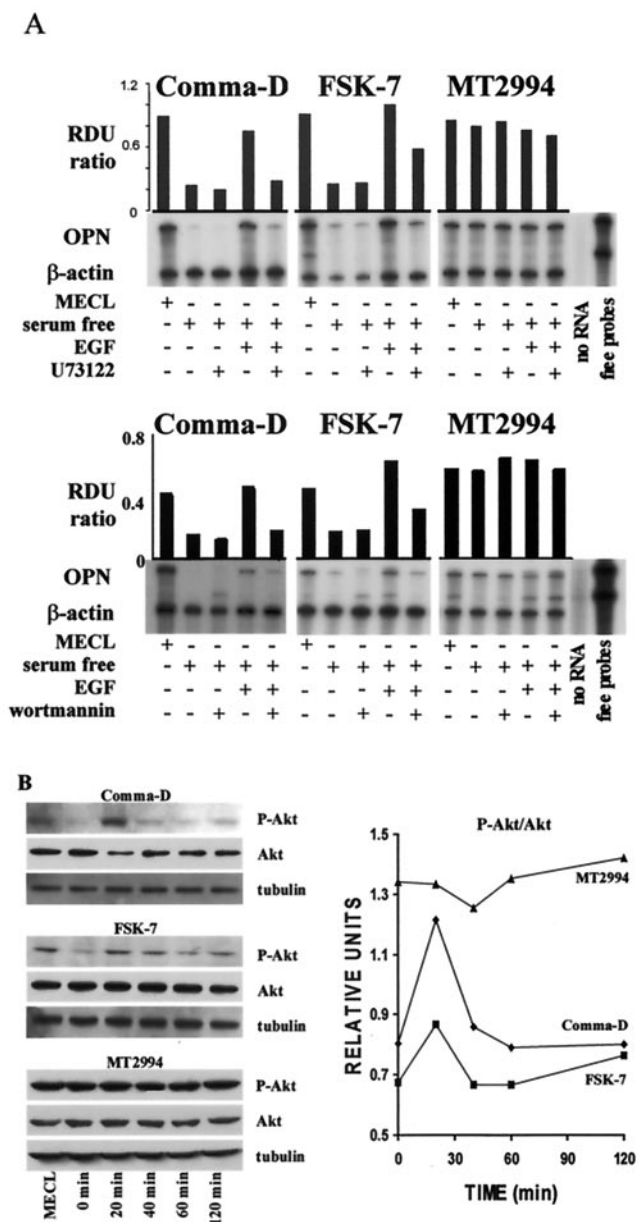 A
Comma-D FSK-7 MT2994
1.2
RDU
0.6
ratio
0
OPN
β-actin
MECL + - - - - + - - - - + - - - -
serum free - + + + + - + + + + - + + + +
EGF - - - + + - - - + + - - - + +
U73122 - - + - + - - + - + - - + - +
no RNA
free probes
Comma-D FSK-7 MT2994
0.8
RDU
0.4
ratio
0
OPN
β-actin
MECL + - - - - + - - - - + - - - -
serum free - + + + + - + + + + - + + + +
EGF - - - + + - - - + + - - - + +
wortmannin - - + - + - - + - + - - + - +
no RNA
free probes
B
Comma-D
P-Akt
Akt
tubulin
FSK-7
P-Akt
Akt
tubulin
MT2994
P-Akt
Akt
tubulin
MECL
0 min
20 min
40 min
60 min
120 min
P-Akt/Akt
1.5
1.3
1.1
0.9
0.7
0.5
RELATIVE UNITS
MT2994
Comma-D
FSK-7
0 30 60 90 120
TIME (min)